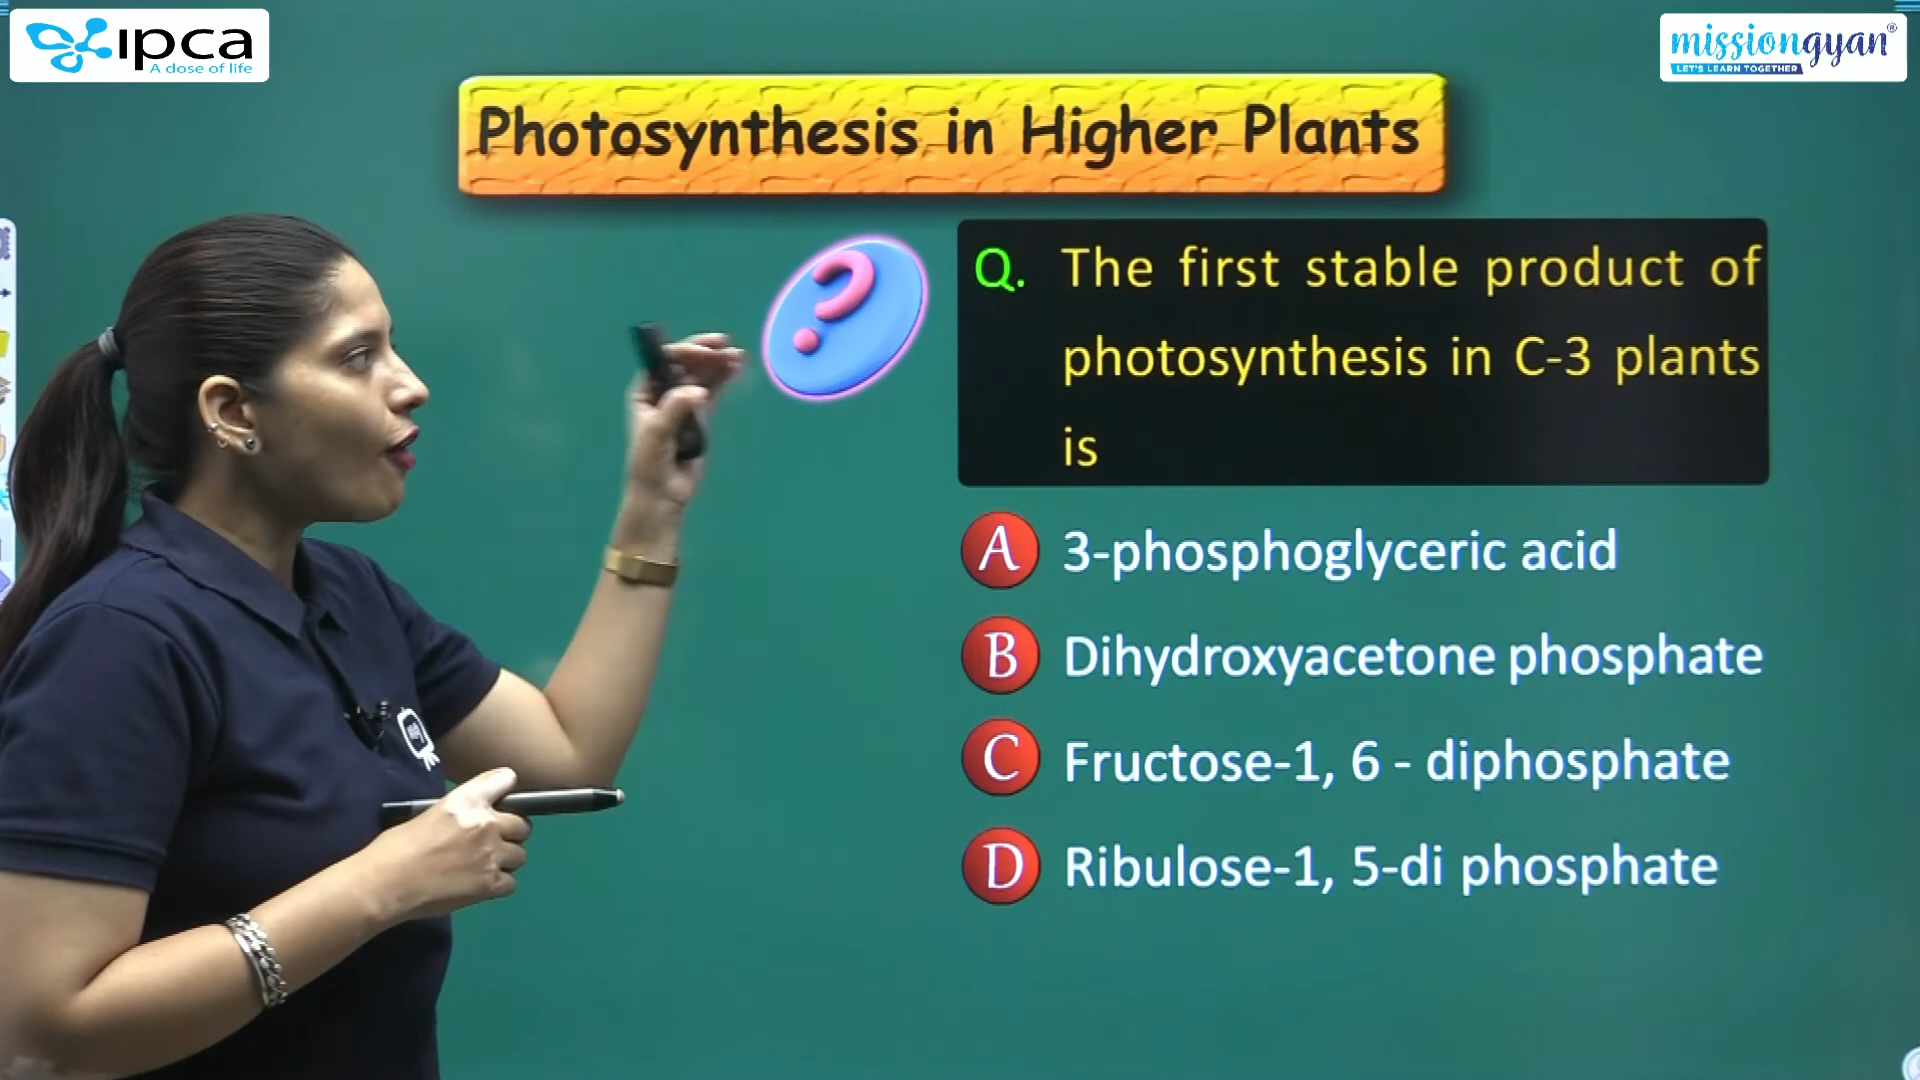 ipca
A dose of life
missiongyan®
LET'S LEARN TOGETHER
Photosynthesis in Higher Plants
?
Q. The first stable product of
photosynthesis in C-3 plants
is
A 3-phosphoglyceric acid
B Dihydroxyacetone phosphate
C Fructose-1, 6 - diphosphate
D Ribulose-1, 5-di phosphate